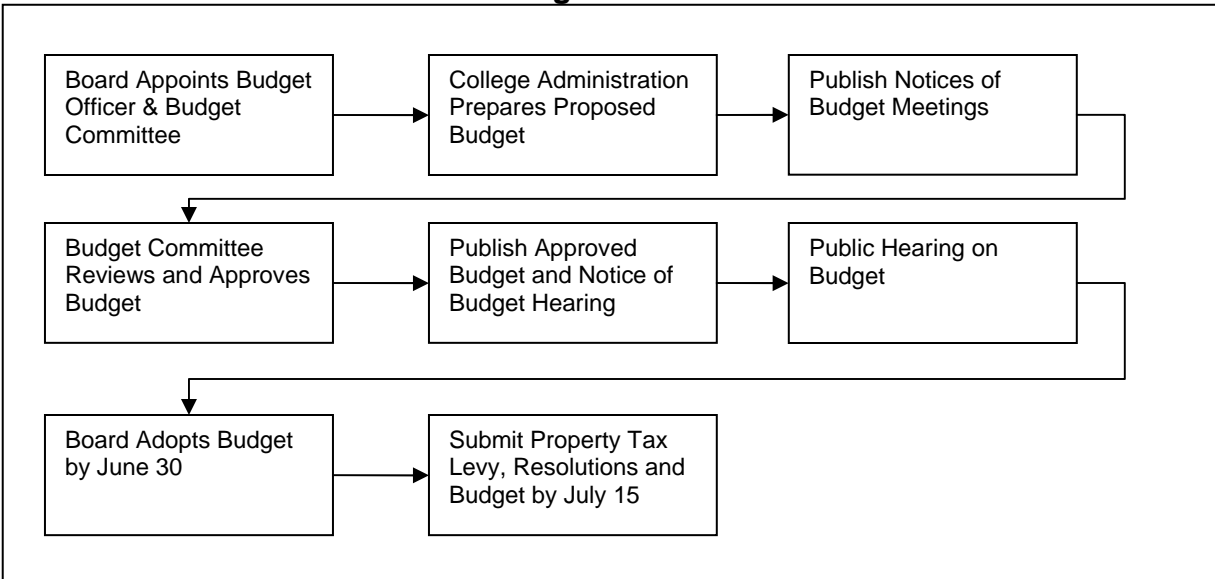 Board Appoints Budget
Officer & Budget
Committee
College Administration
Prepares Proposed
Budget
Publish Notices of
Budget Meetings
Budget Committee
Reviews and Approves
Budget
Publish Approved
Budget and Notice of
Budget Hearing
Public Hearing on
Budget
Board Adopts Budget
by June 30
Submit Property Tax
Levy, Resolutions and
Budget by July 15